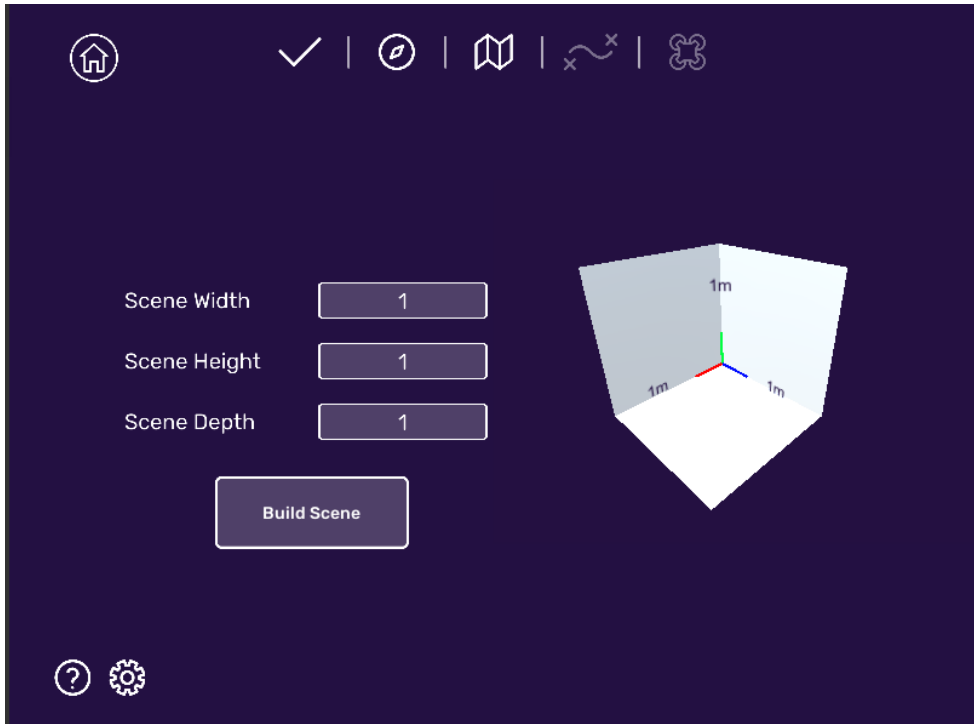 Scene Width 1
Scene Height 1
Scene Depth 1
Build Scene
1m
1m
1m
?